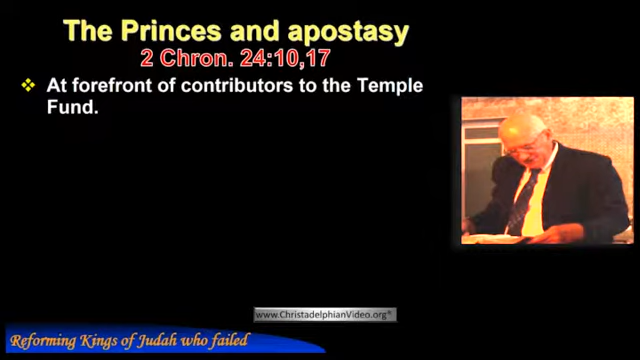 The Princes and apostasy
2 Chron. 24:10,17
At forefront of contributors to the Temple
Fund.
www.ChristadelphianVideo.org®
Reforming Kings of Judah who failed